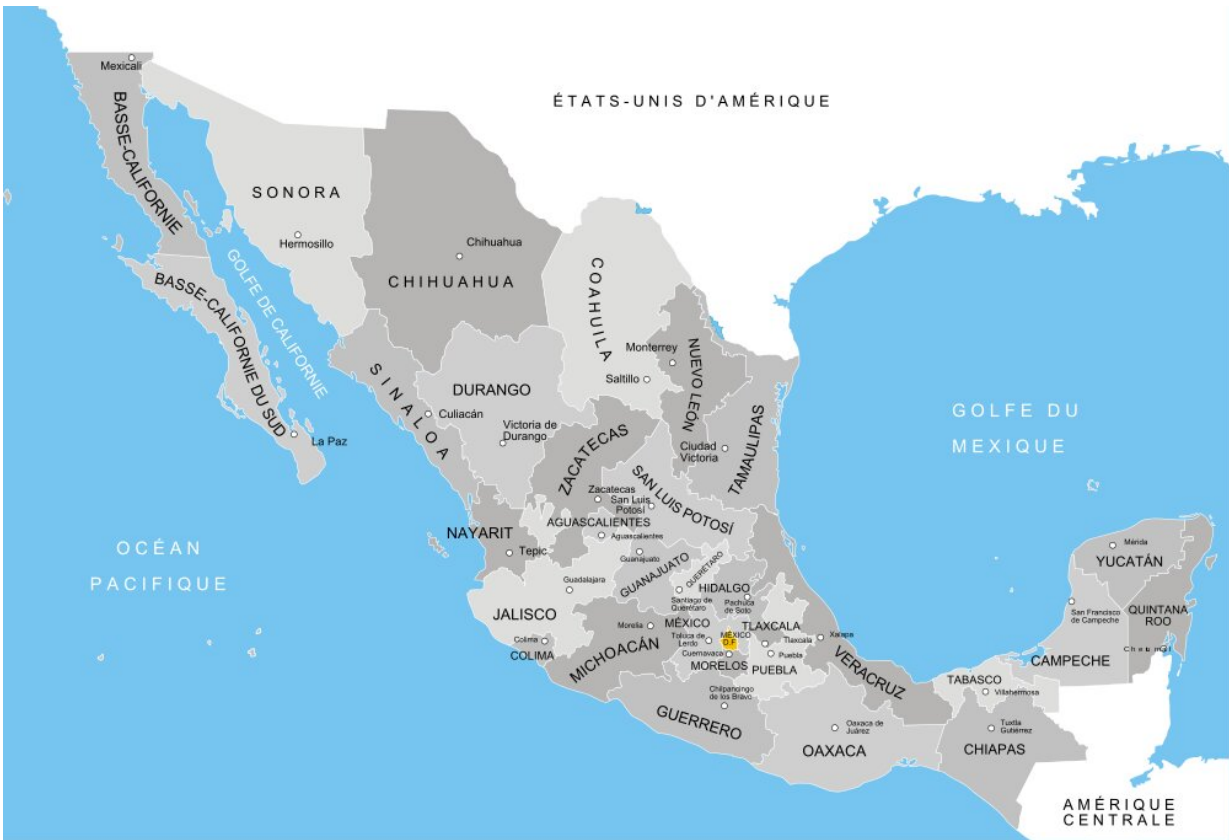 Mexicali
ÉTATS-UNIS D'AMÉRIQUE
BASSE-CALIFORNIE
SONORA
Hermosillo
Chihuahua
CHIHUAHUA
COAHUILA
GOLFE DE CALIFORNIE
BASSE-CALIFORNIE DU SUD
La Paz
SINALOA
Culiacán
DURANGO
Victoria de
Durango
Monterrey
Saltillo
NUEVO LEÓN
Ciudad
Victoria
TAMAULIPAS
GOLFE DU
MEXIQUE
ZACATECAS
Zacatecas
San Luis
Potosí
SAN LUIS POTOSÍ
NAYARIT
Tepic
AGUASCALIENTES
Aguascalientes
OCÉAN
PACIFIQUE
Guanajuato
GUANAJUATO
QUERÉTARO
Santiago de
Querétaro
HIDALGO
Pachuca
de Soto
Guadalajara
JALISCO
Colima
COLIMA
Morelia
MICHOACÁN
MÉXICO
Toluca de
Lerdo
MÉXICO
D.F
Cuernavaca
MORELOS
TLAXCALA
Tlaxcala
Puebla
PUEBLA
Xalapa
VERACRUZ
Chilpancingo
de los Bravo
GUERRERO
Oaxaca de
Juárez
OAXACA
Mérida
YUCATÁN
San Francisco
de Campeche
CAMPECHE
QUINTANA
ROO
TABASCO
Villahermosa
Tuxtla
Gutiérrez
CHIAPAS
AMÉRIQUE
CENTRALE